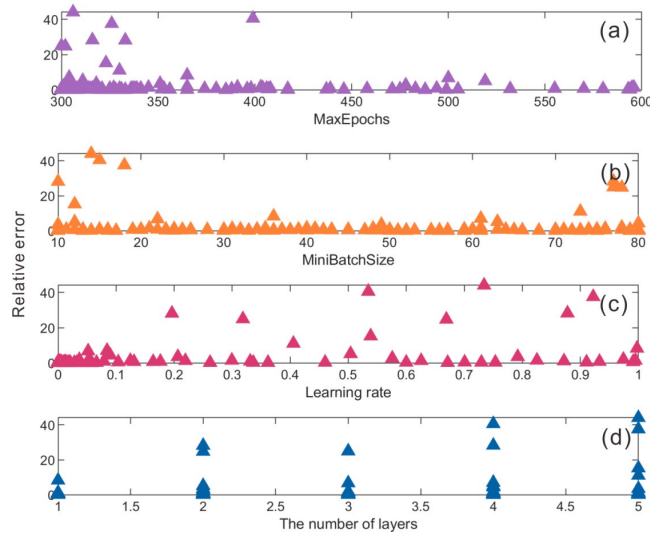 Relative error
40
20
0
(a)
300 350 400 450 500 550 600
MaxEpochs
40
20
0
(b)
10 20 30 40 50 60 70 80
MiniBatchSize
40
20
0
(c)
0 0.1 0.2 0.3 0.4 0.5 0.6 0.7 0.8 0.9 1
Learning rate
40
20
0
(d)
1 1.5 2 2.5 3 3.5 4 4.5 5
The number of layers